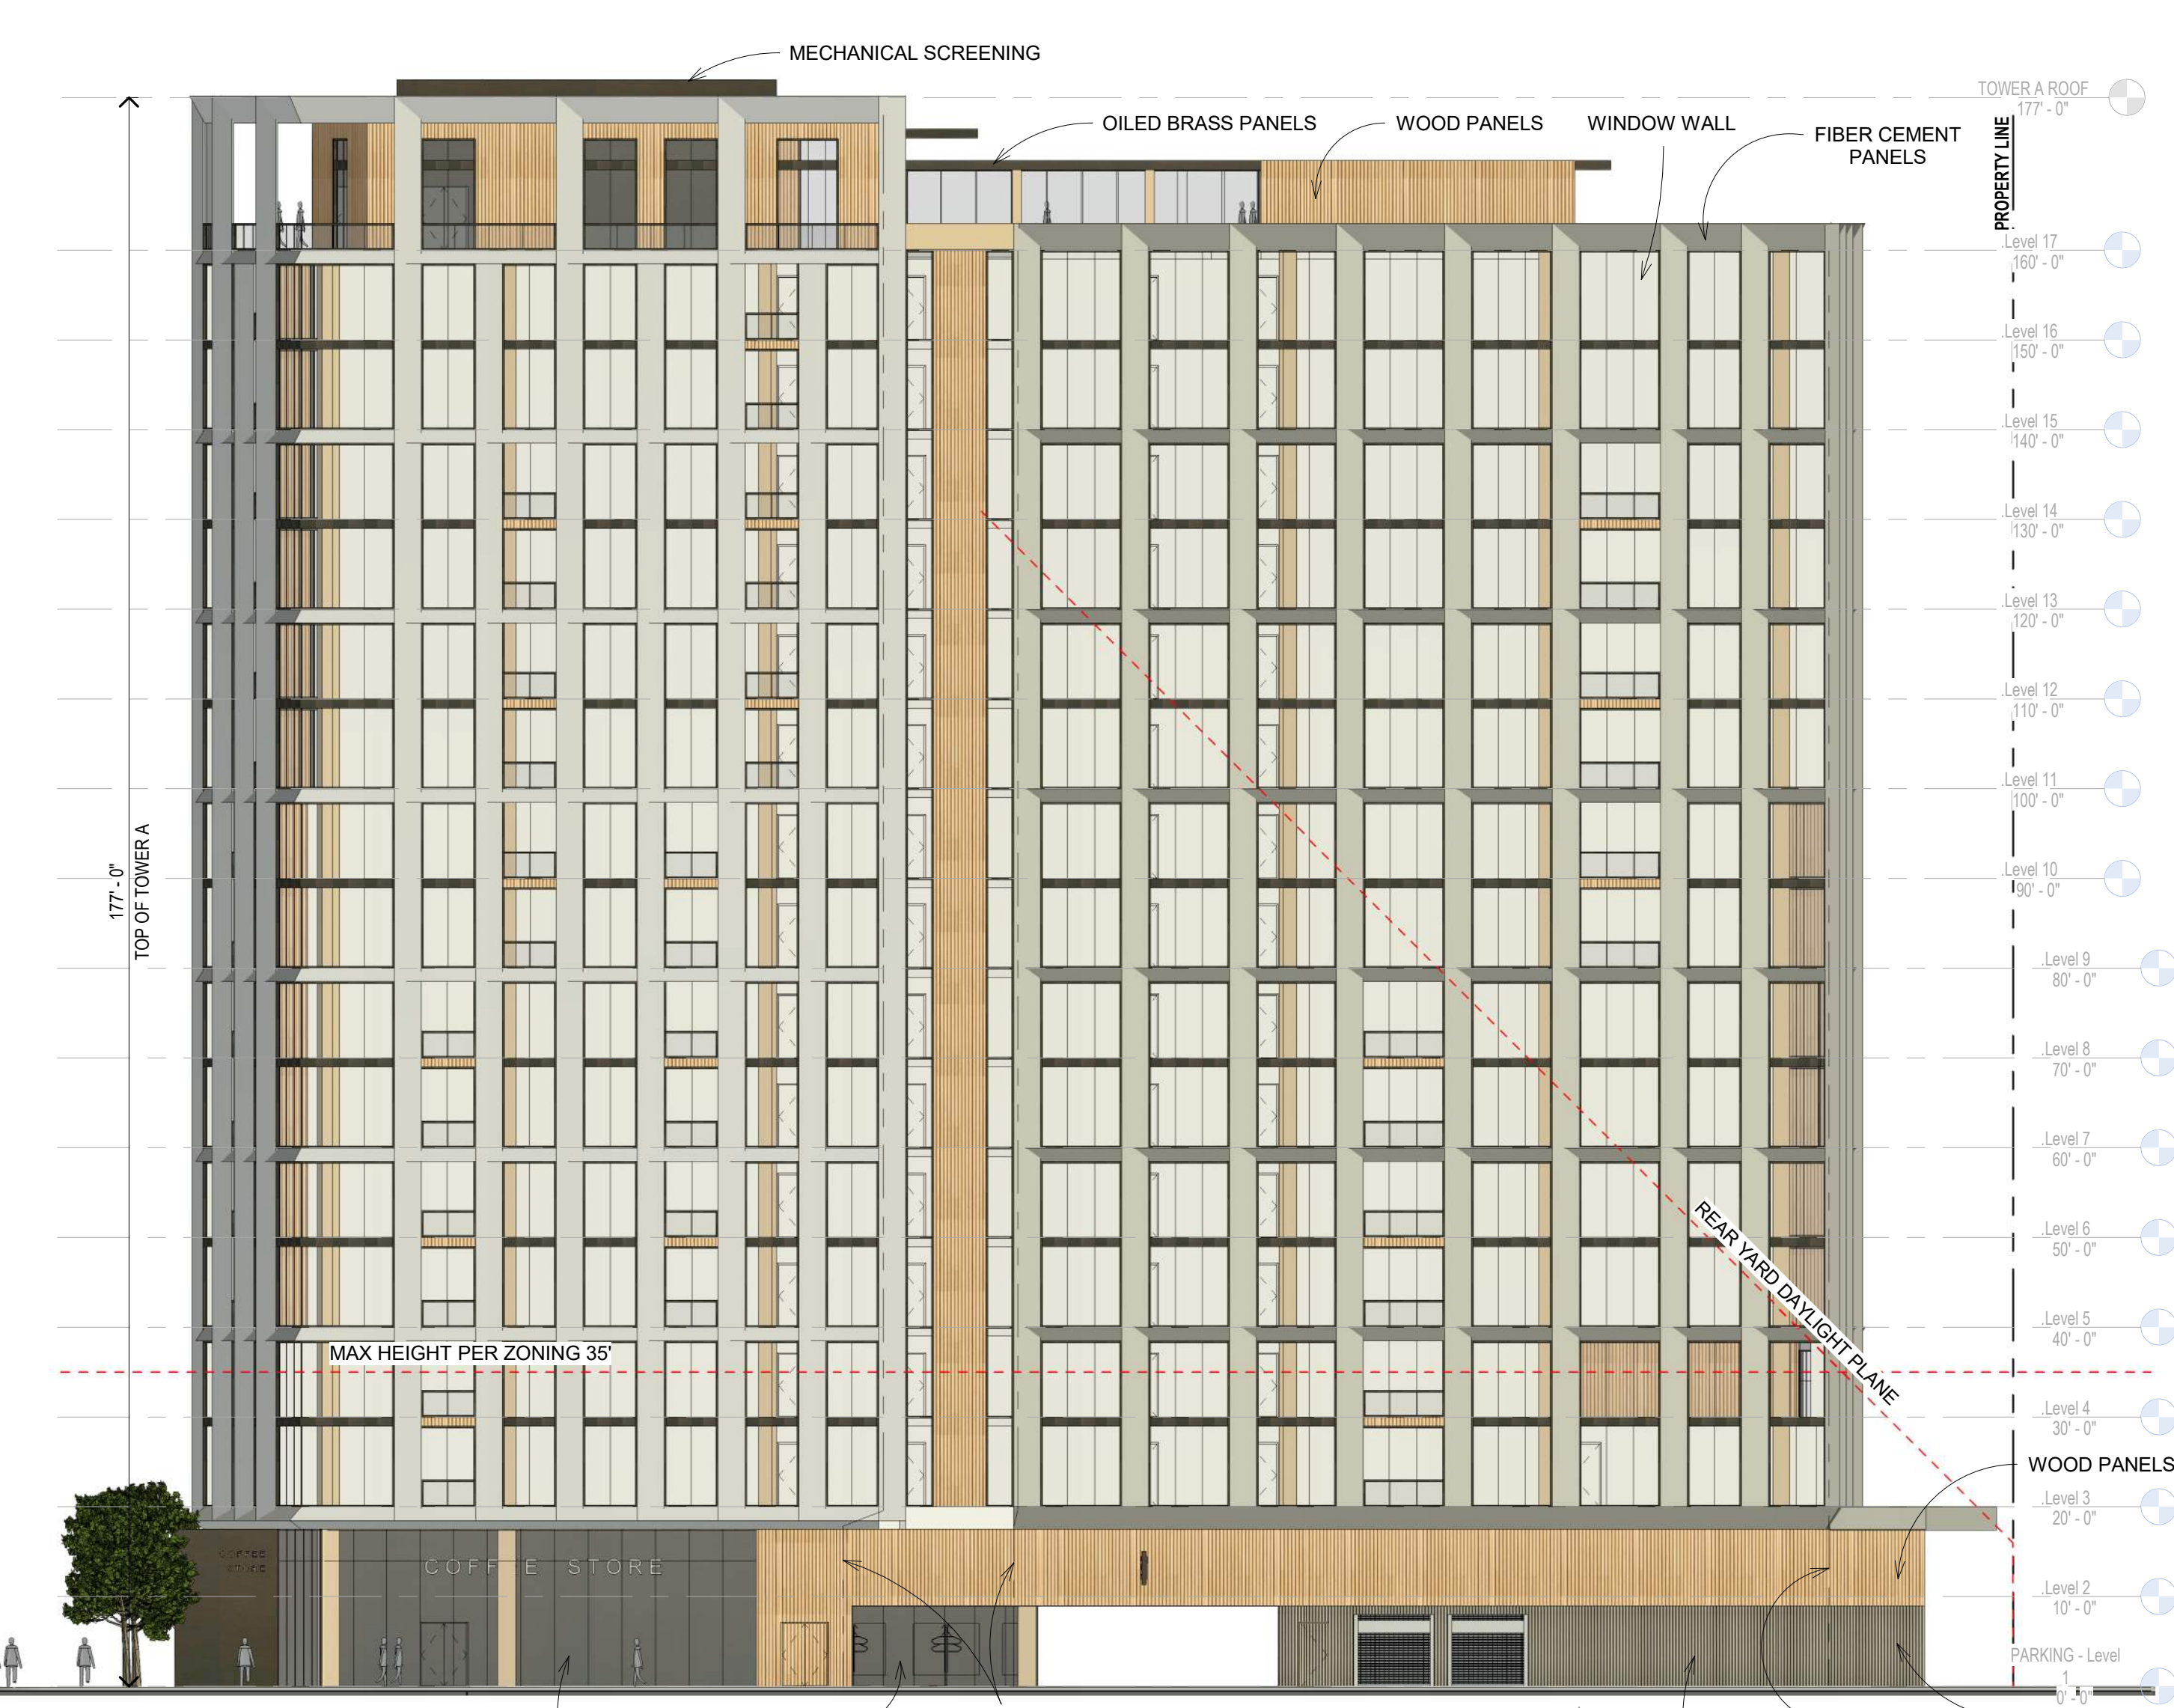 MECHANICAL SCREENING
TOWER A ROOF
177' - 0"
OILED BRASS PANELS
WOOD PANELS
WINDOW WALL
FIBER CEMENT
PANELS
PROPERTY LINE
.Level 17
160' - 0"
.Level 16
150' - 0"
.Level 15
140' - 0"
.Level 14
130' - 0"
.Level 13
120' - 0"
.Level 12
110' - 0"
.Level 11
100' - 0"
177' - 0"
TOP OF TOWER A
.Level 10
90' - 0"
.Level 9
80' - 0"
.Level 8
70' - 0"
.Level 7
60' - 0"
.Level 6
50' - 0"
REAR YARD DAYLIGHT PLANE
.Level 5
40' - 0"
MAX HEIGHT PER ZONING 35'
.Level 4
30' - 0"
WOOD PANELS
.Level 3
20' - 0"
COFFEE
STORE
COFF E STORE
.Level 2
10' - 0"
PARKING - Level
1
0' - 0"